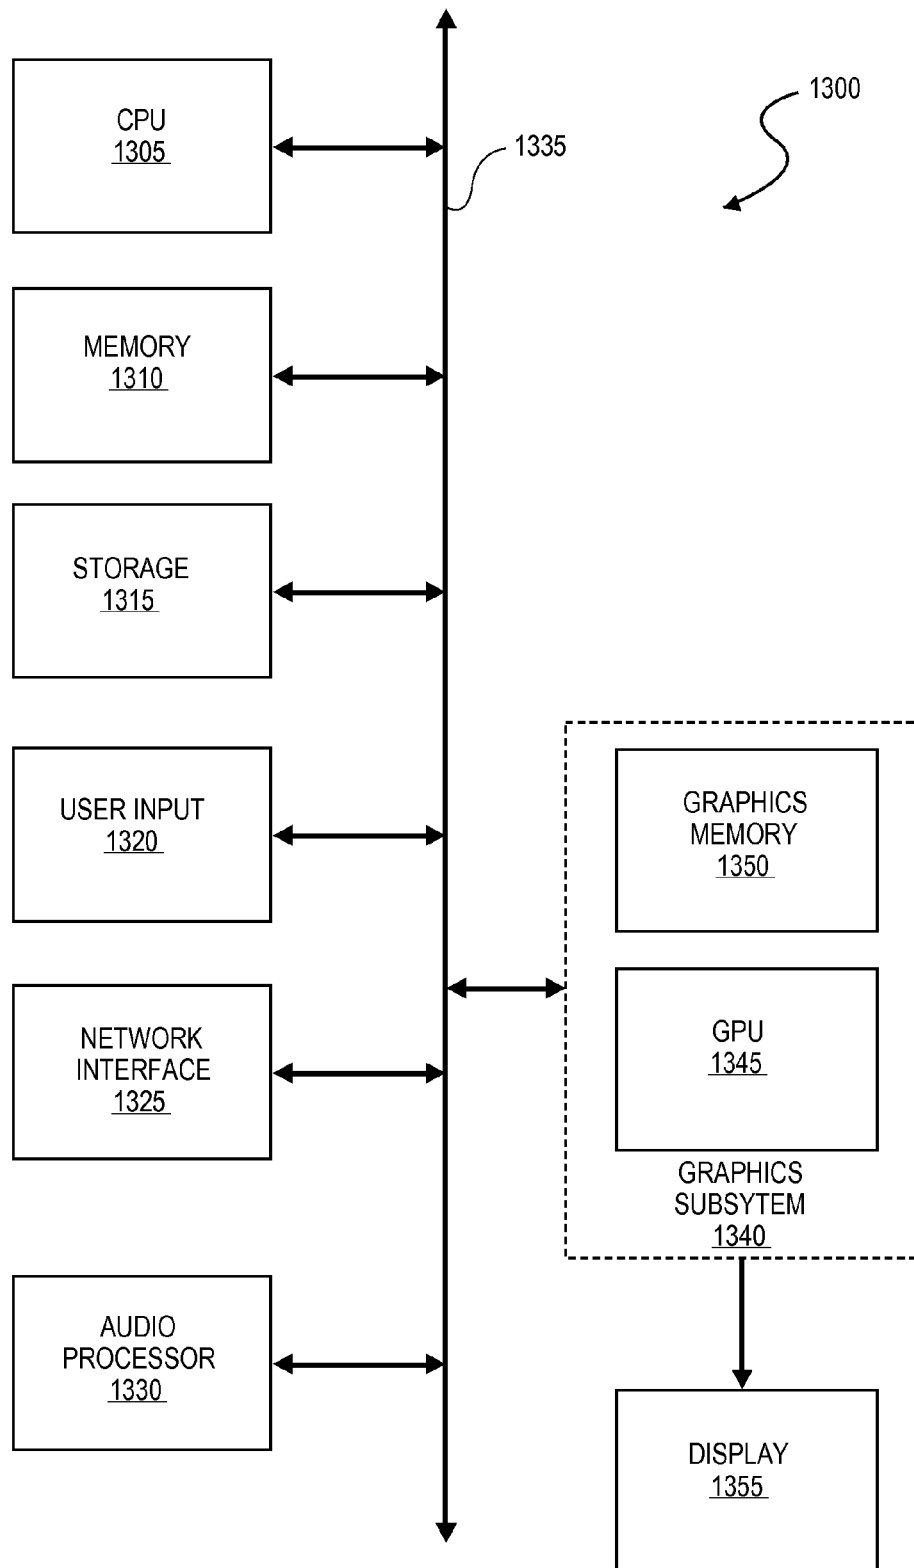 1300
CPU
1305
1335
MEMORY
1310
STORAGE
1315
USER INPUT
1320
GRAPHICS
MEMORY
1350
NETWORK
INTERFACE
1325
GPU
1345
GRAPHICS
SUBSYTEM
1340
AUDIO
PROCESSOR
1330
DISPLAY
1355